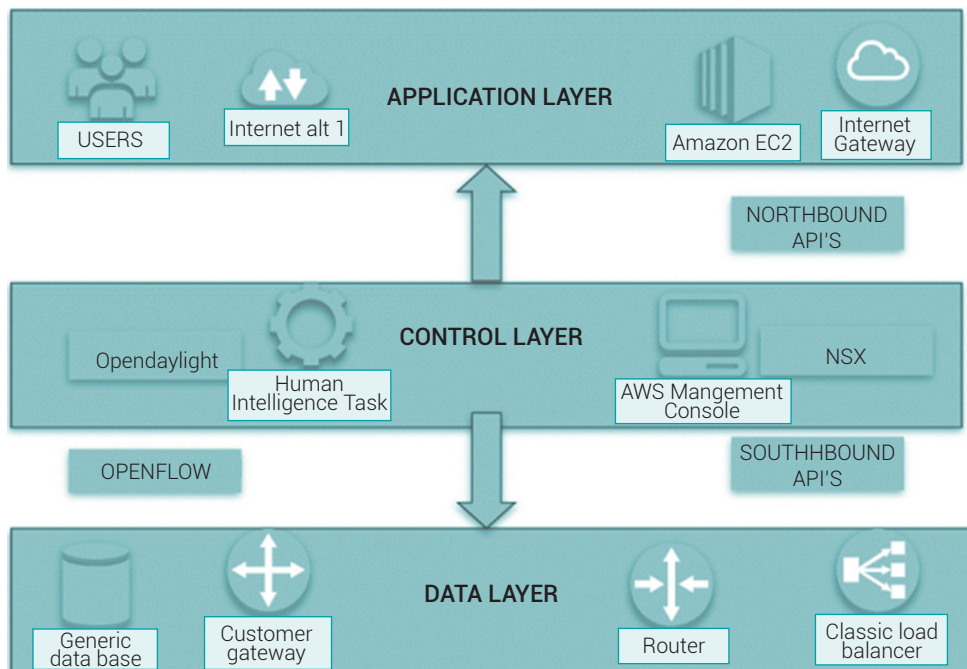 APPLICATION LAYER
USERS
Internet alt 1
Amazon EC2
Internet
Gateway
NORTHBOUND
API'S
CONTROL LAYER
Opendaylight
Human
Intelligence Task
AWS Mangement
Console
NSX
OPENFLOW
SOUTHHBOUND
API'S
DATA LAYER
Generic
data base
Customer
gateway
Router
Classic load
balancer